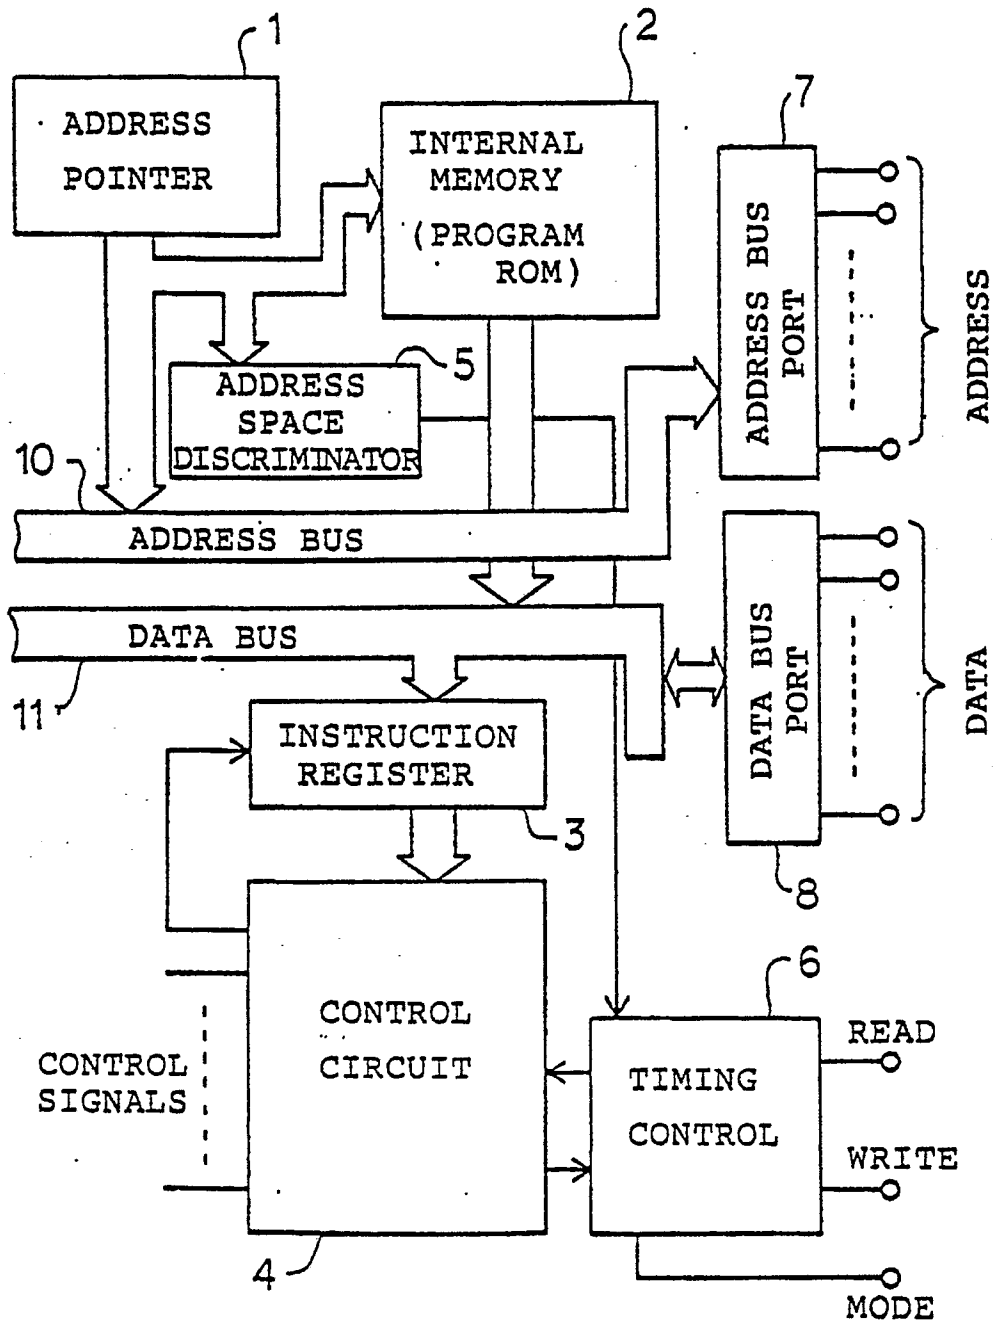 1
ADDRESS
POINTER
2
INTERNAL
MEMORY
(PROGRAM
ROM)
7
ADDRESS BUS
PORT
ADDRESS
5
ADDRESS
SPACE
DISCRIMINATOR
10
ADDRESS BUS
DATA BUS
11
DATA BUS
PORT
DATA
8
INSTRUCTION
REGISTER
3
CONTROL
CIRCUIT
4
CONTROL
SIGNALS
6
TIMING
CONTROL
READ
WRITE
MODE